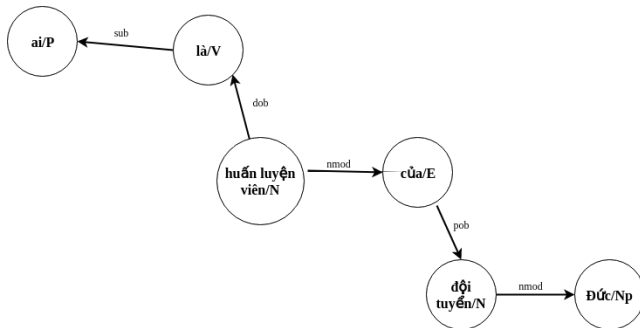 ai/P
sub
là/V
dob
huấn luyện
viên/N
nmod
của/E
pob
đội
tuyển/N
nmod
Đức/Np